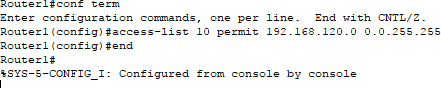 Router1#conf term
Enter configuration commands, one per line.  End with CNTL/Z.
Router1(config)#access-list 10 permit 192.168.120.0 0.0.255.255
Router1(config)#end
Router1#
%SYS-5-CONFIG_I: Configured from console by console